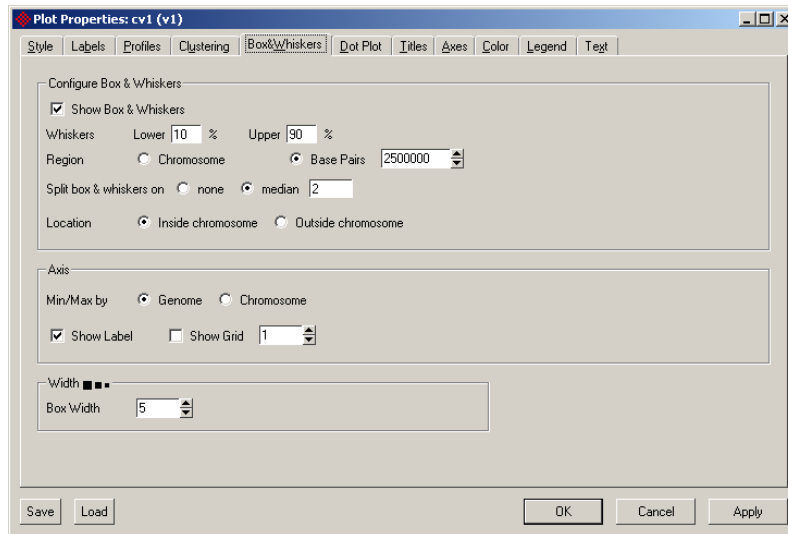 Plot Properties: cv1 (v1)
Style Labels Profiles Clustering Box&Whiskers Dot Plot Titles Axes Color Legend Text
Configure Box & Whiskers
Show Box & Whiskers
Whiskers Lower 10 % Upper 90 %
Region Chromosome Base Pairs 2500000
Split box & whiskers on none median 2
Location Inside chromosome Outside chromosome
Axis
Min/Max by Genome Chromosome
Show Label Show Grid 1
Width
Box Width 5
Save Load OK Cancel Apply